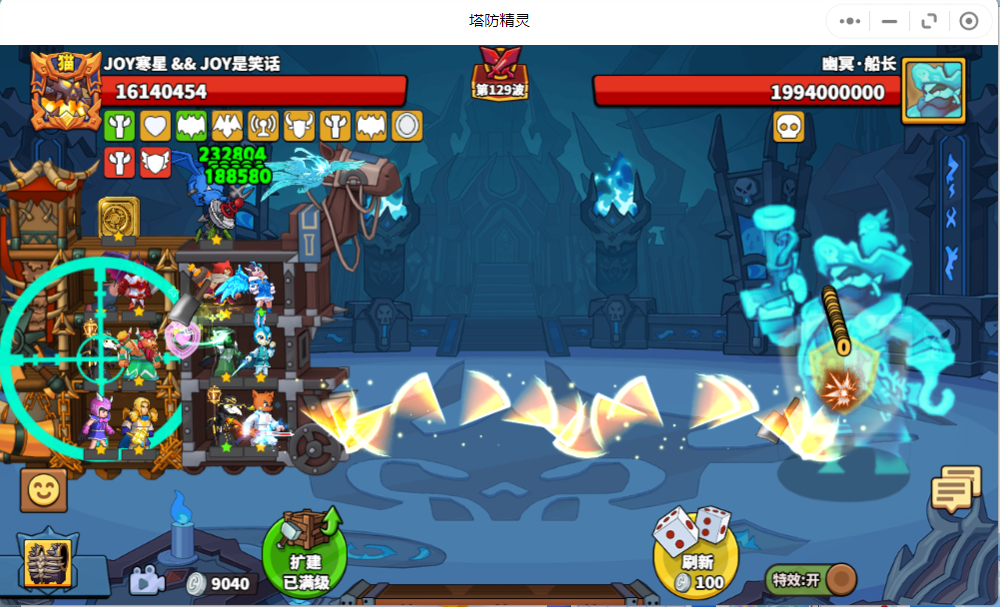 塔防精灵
JOY寒星 && JOY是笑话
猫
16140454
第129波
幽冥·船长
1994000000
232804
188580
扩建
已满级
9040
刷新
100
特效:开